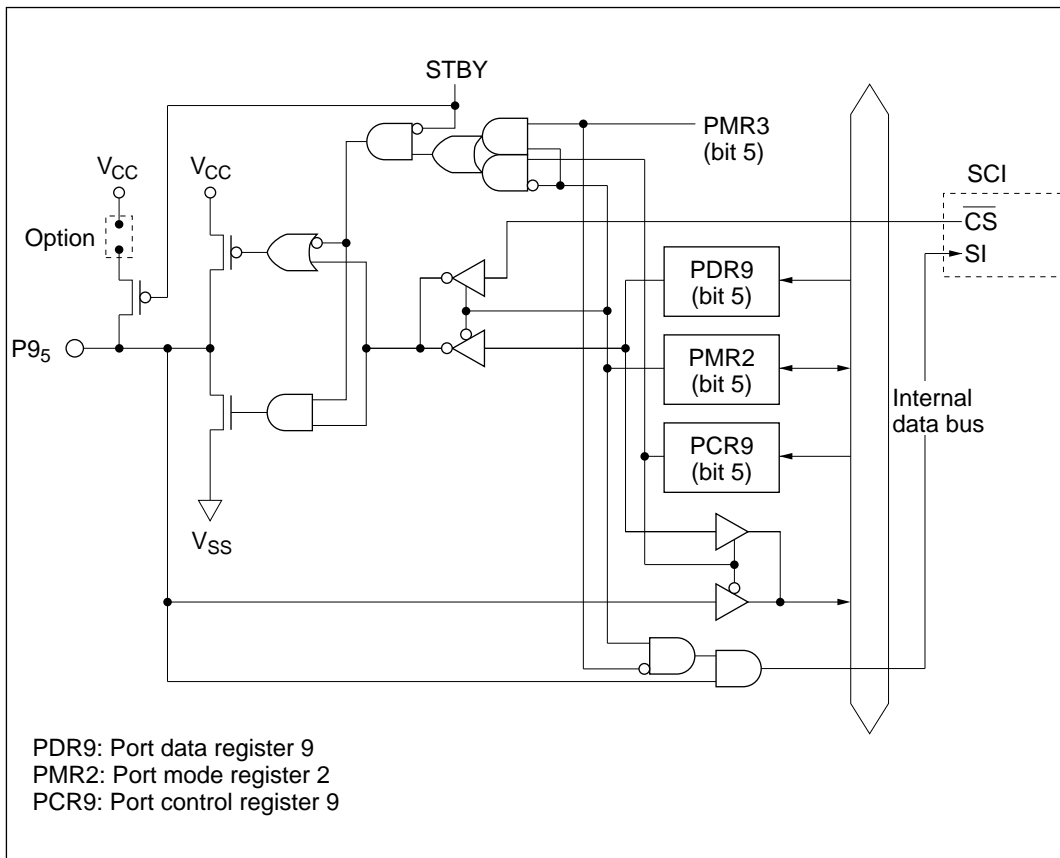 STBY
PMR3
(bit 5)
VCC
VCC
SCI
CS
Option
SI
PDR9
(bit 5)
P95
PMR2
(bit 5)
Internal
data bus
PCR9
(bit 5)
VSS
PDR9: Port data register 9
PMR2: Port mode register 2
PCR9: Port control register 9